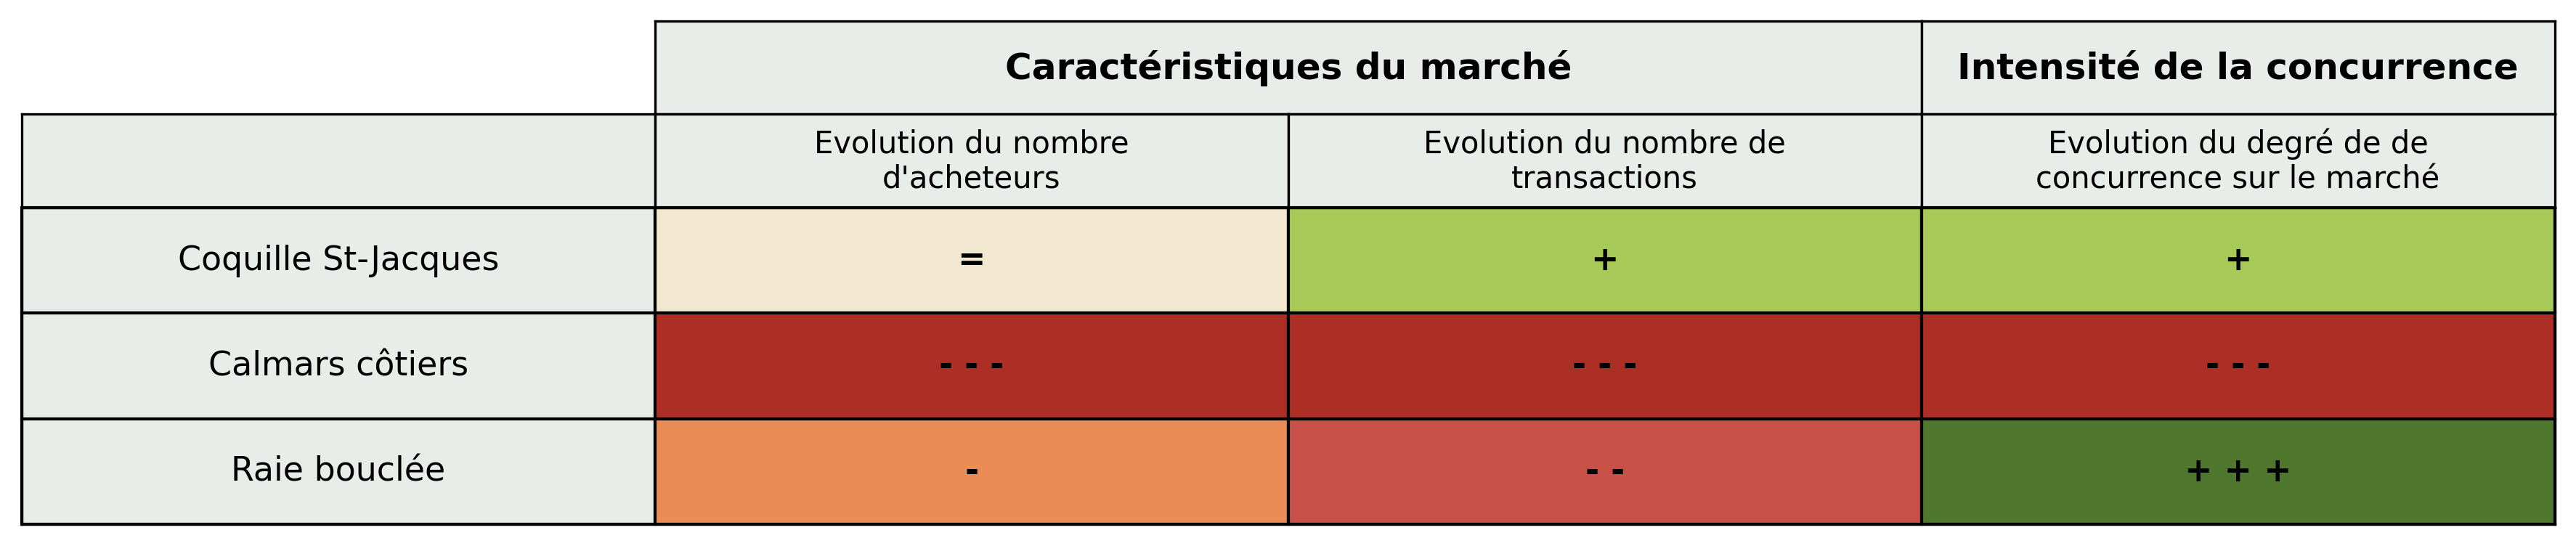 Caractéristiques du marché
Intensité de la concurrence
Evolution du nombre
d'acheteurs
Evolution du nombre de
transactions
Evolution du degré de de
concurrence sur le marché
Coquille St-Jacques
=
+
+
Calmars côtiers
- - -
- - -
- - -
Raie bouclée
-
- -
+ + +